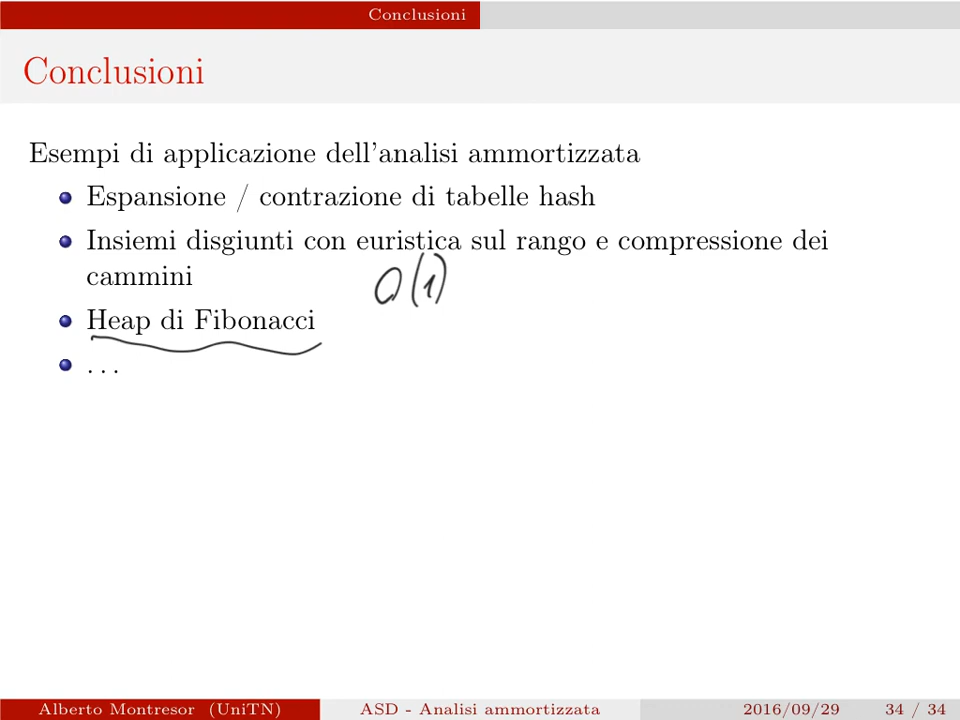 Conclusioni
Conclusioni
Esempi di applicazione dell'analisi ammortizzata
Espansione / contrazione di tabelle hash
Insiemi disgiunti con euristica sul rango e compressione dei
cammini
O(1)
Heap di Fibonacci
...
Alberto Montresor (UniTN) ASD - Analisi ammortizzata 2016/09/29 34 / 34